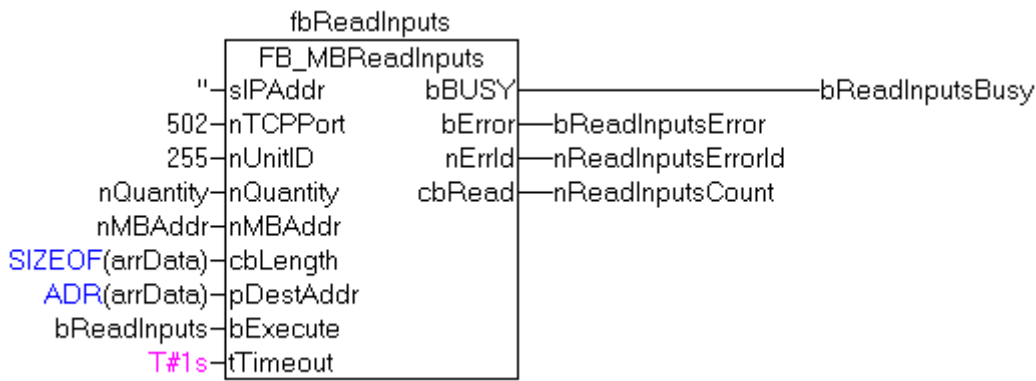 fbReadInputs
FB_MBReadInputs
'' sIPAddr bBUSY bReadInputsBusy
502 nTCPPort bError bReadInputsError
255 nUnitID nErrId nReadInputsErrorId
nQuantity nQuantity cbRead nReadInputsCount
nMBAddr nMBAddr
SIZEOF(arrData) cbLength
ADR(arrData) pDestAddr
bReadInputs bExecute
T#1s tTimeout